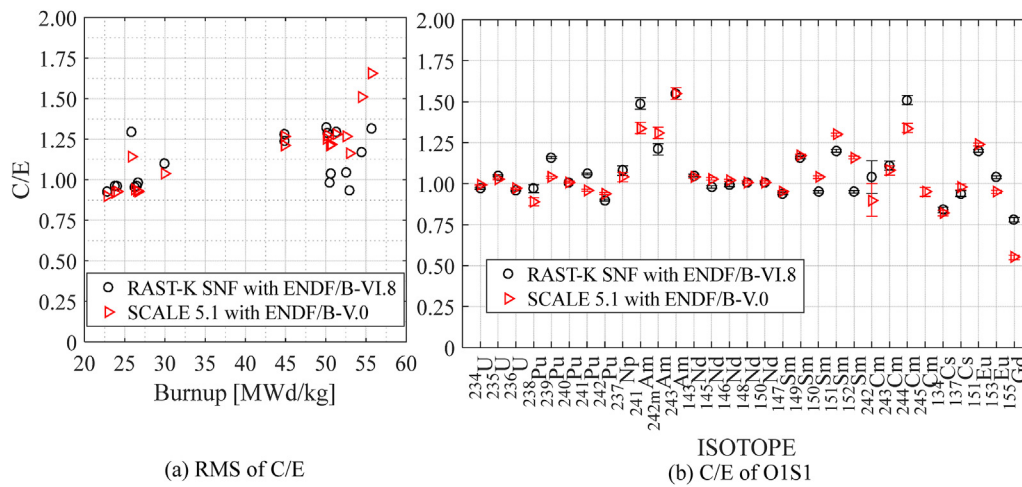 2.00
1.75
1.50
1.25
1.00
0.75
0.50
0.25
0.00
C/E
RAST-K SNF with ENDF/B-VI.8
SCALE 5.1 with ENDF/B-V.0
20 25 30 35 40 45 50 55 60
Burnup [MWd/kg]
(a) RMS of C/E
2.00
1.75
1.50
1.25
1.00
0.75
0.50
0.25
0.00
RAST-K SNF with ENDF/B-VI.8
SCALE 5.1 with ENDF/B-V.0
234U
235U
236U
238Pu
239Pu
240Pu
241Pu
242Pu
237Np
241Am
242mAm
243Am
143Nd
145Nd
146Nd
148Nd
150Nd
147Sm
149Sm
150Sm
151Sm
152Sm
242Cm
243Cm
244Cm
245Cm
134Cs
137Cs
151Eu
153Eu
155Gd
ISOTOPE
(b) C/E of O1S1